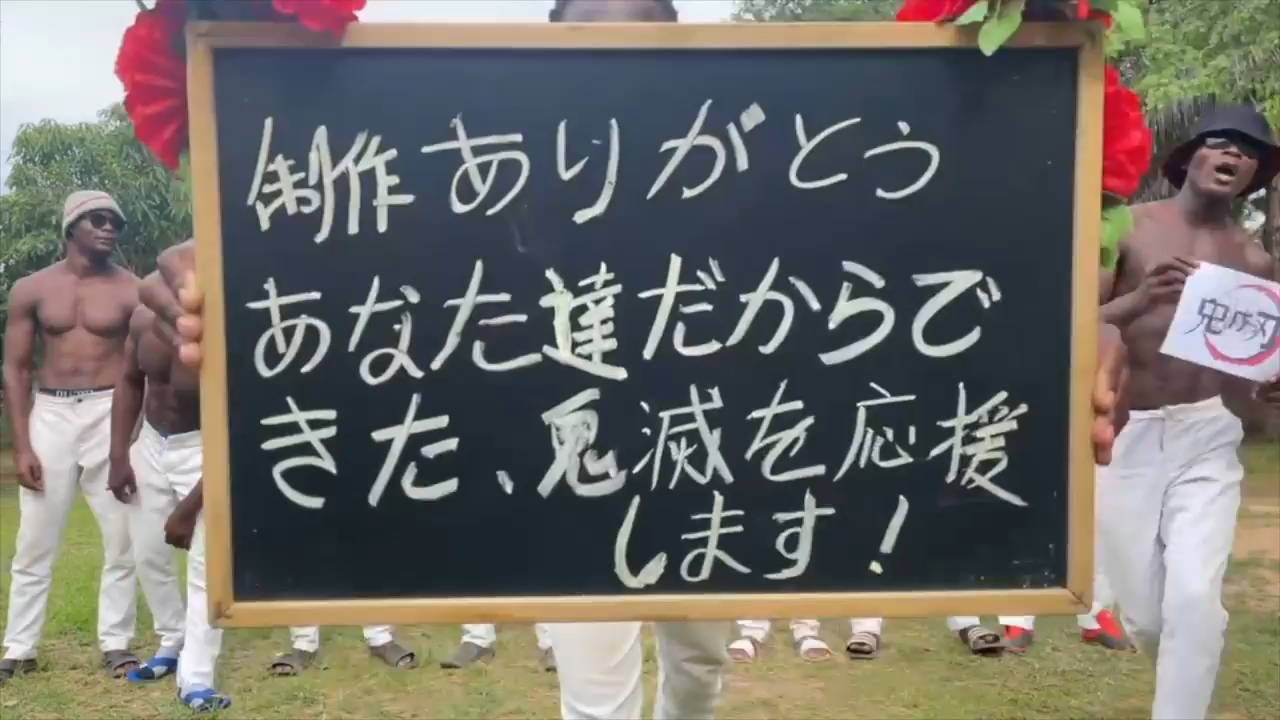 制作ありがとう
あなた達だからで
きた、鬼滅を応援
します!